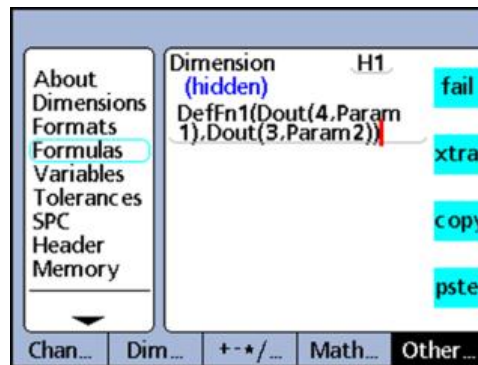 About
Dimensions
Formats
Formulas
Variables
Tolerances
SPC
Header
Memory
Dimension H1
(hidden)
DefFn1(Dout(4,Param
1),Dout(3,Param2))
fail
xtra
copy
pste
Chan...
Dim...
+-*/...
Math...
Other...